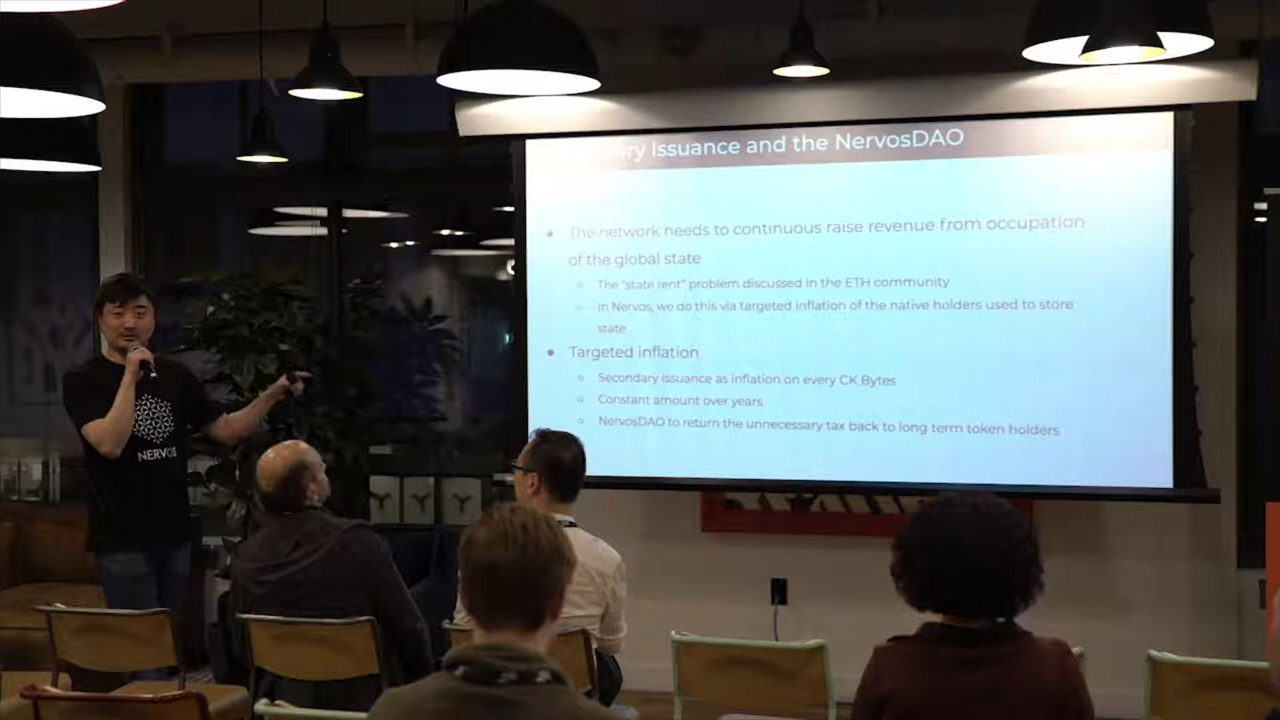 ry Issuance and the NervosDAO
The network needs to continuous raise revenue from occupation
of the global state
The "state rent" problem discussed in the ETH community
In Nervos, we do this via targeted inflation of the native holders used to store
state
Targeted inflation
Secondary issuance as inflation on every CK Bytes
Constant amount over years
NervosDAO to return the unnecessary tax back to long term token holders
NERVOS